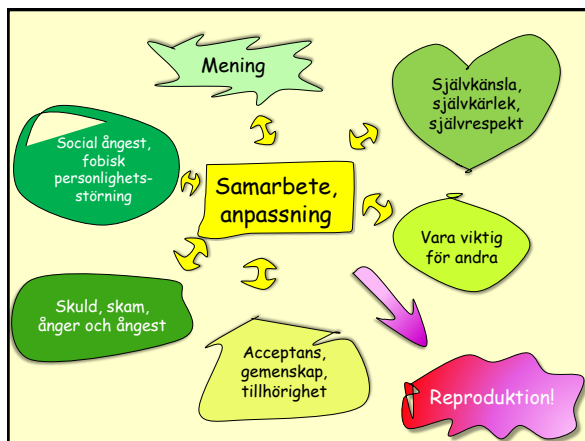 Mening
Självkänsla,
självkärlek,
självrespekt
Social ångest,
fobisk
personlighets-
störning
Samarbete,
anpassning
Vara viktig
för andra
Skuld, skam,
ånger och ångest
Acceptans,
gemenskap,
tillhörighet
Reproduktion!